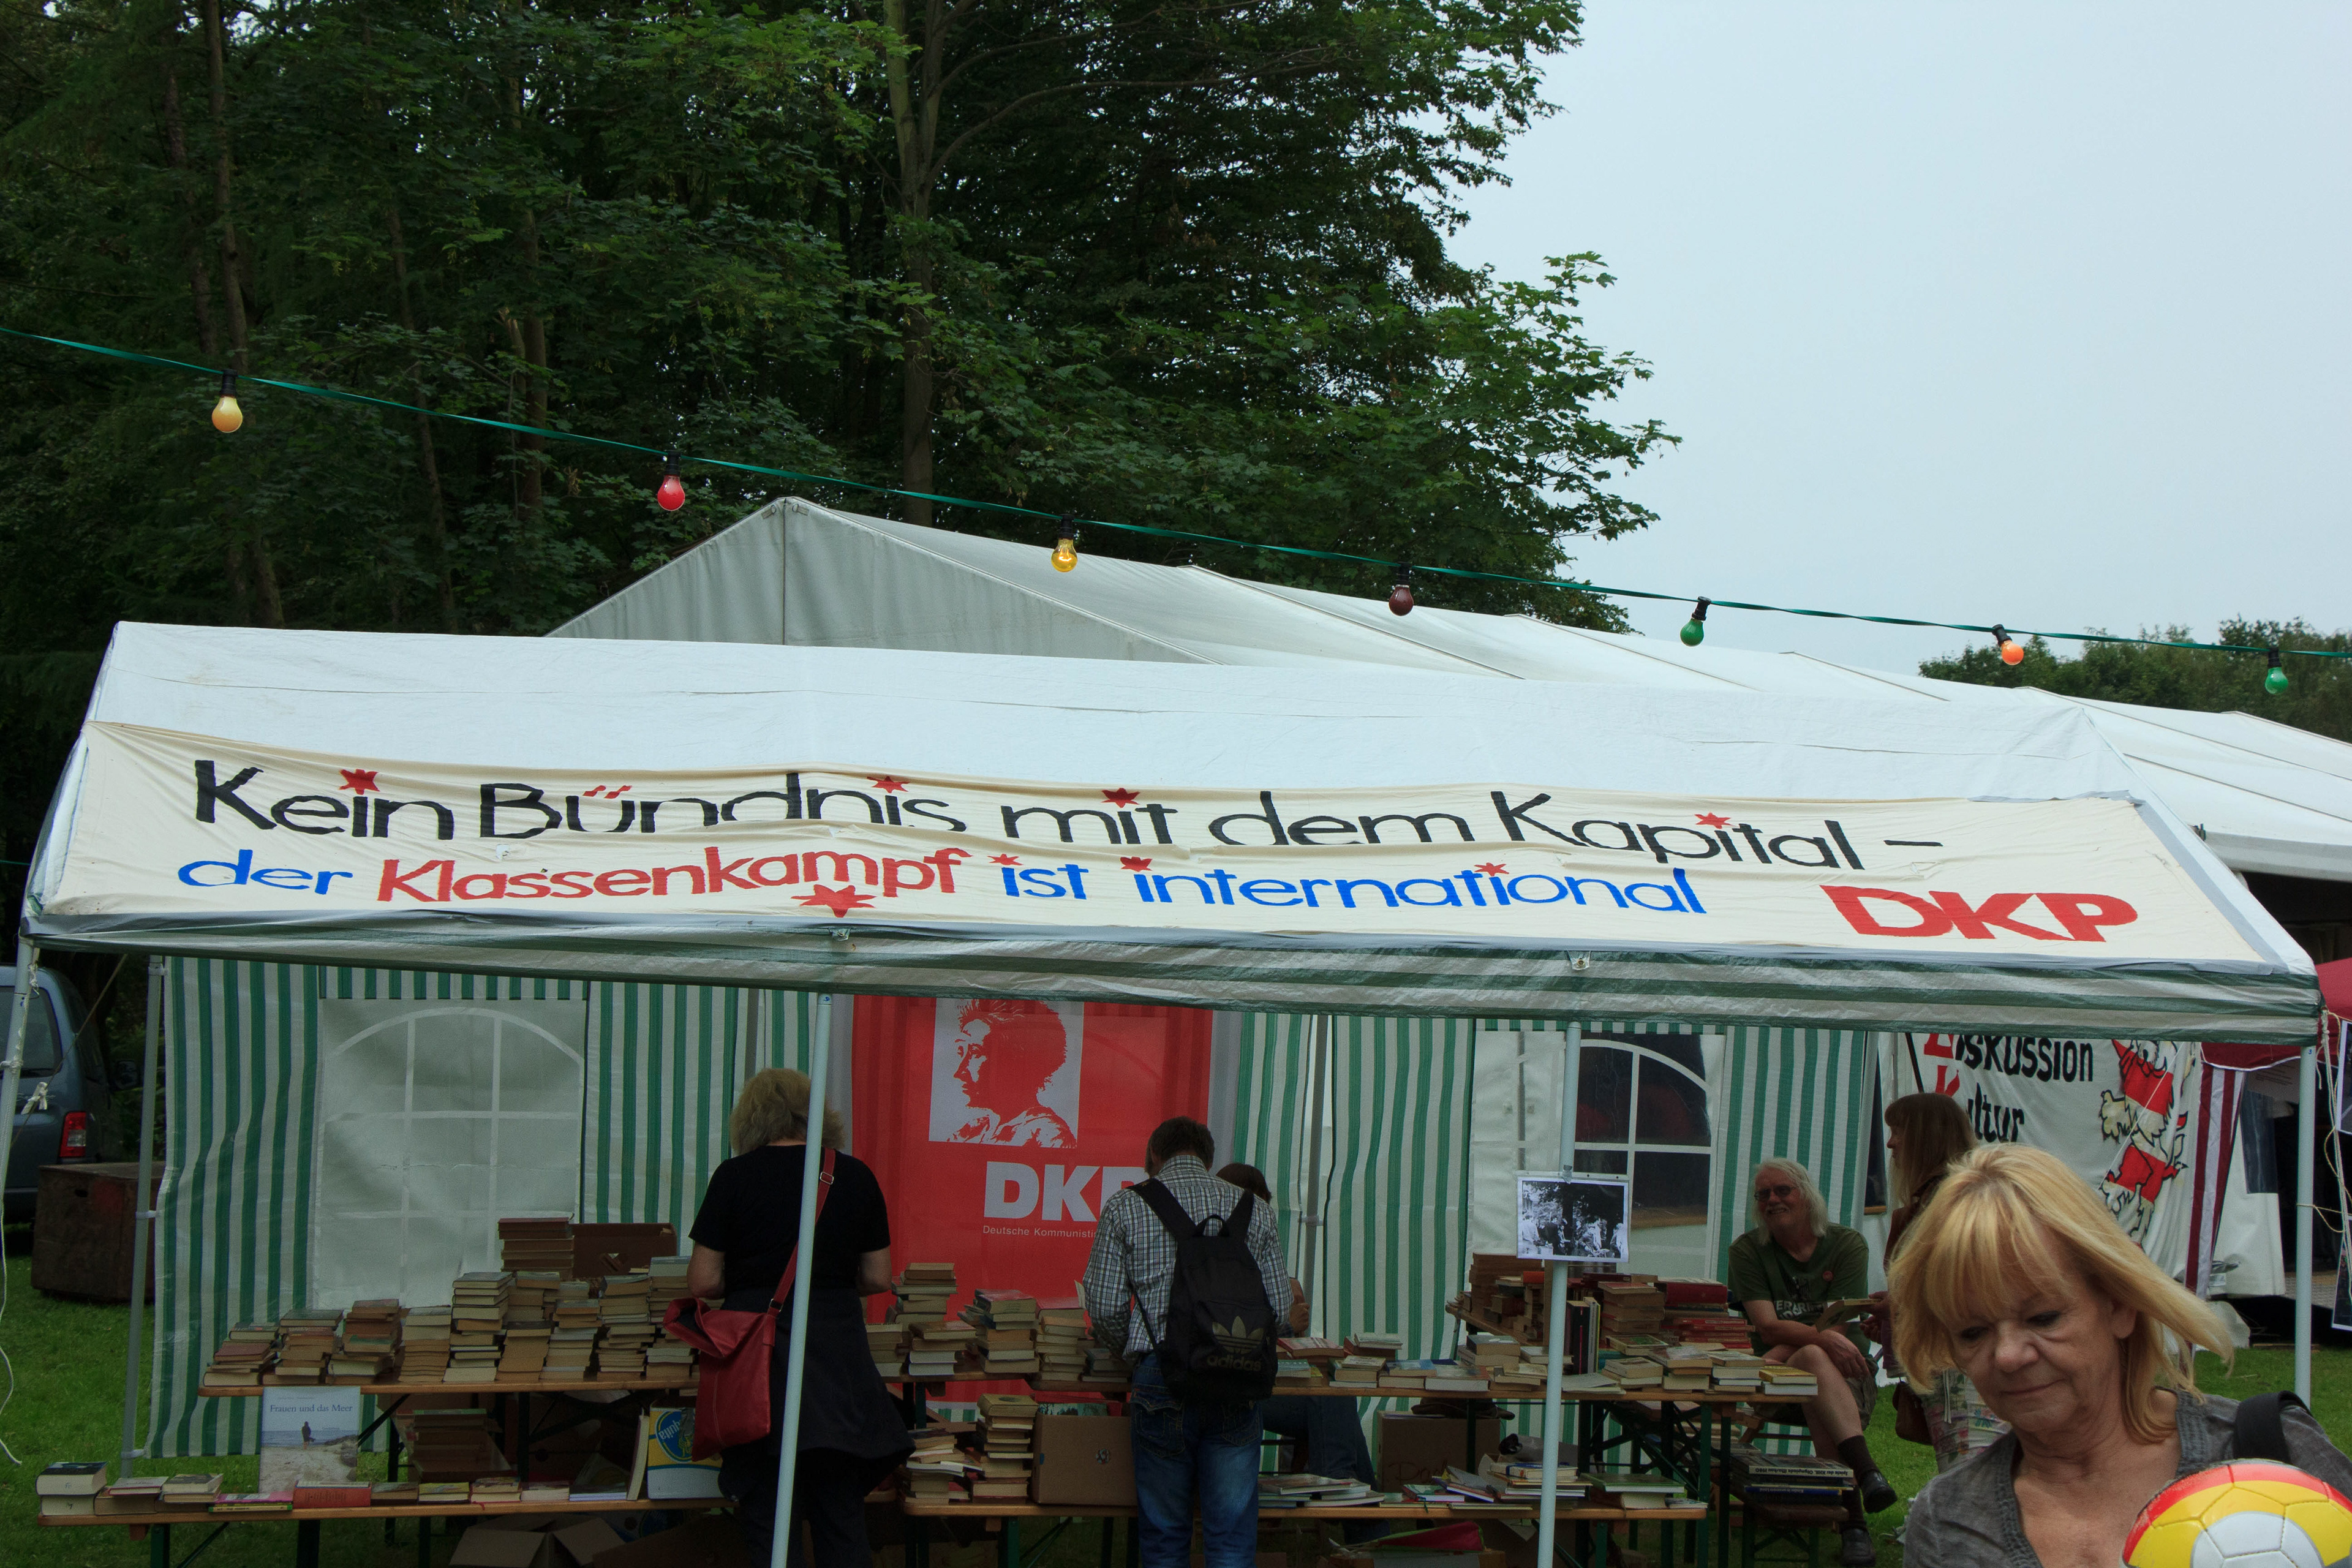 Kein Bündnis mit dem Kapital –
der Klassenkampf ist international DKP
Diskussion
Kultur
DKP
Deutsche Kommunisti
adidas
Frauen und das Meer